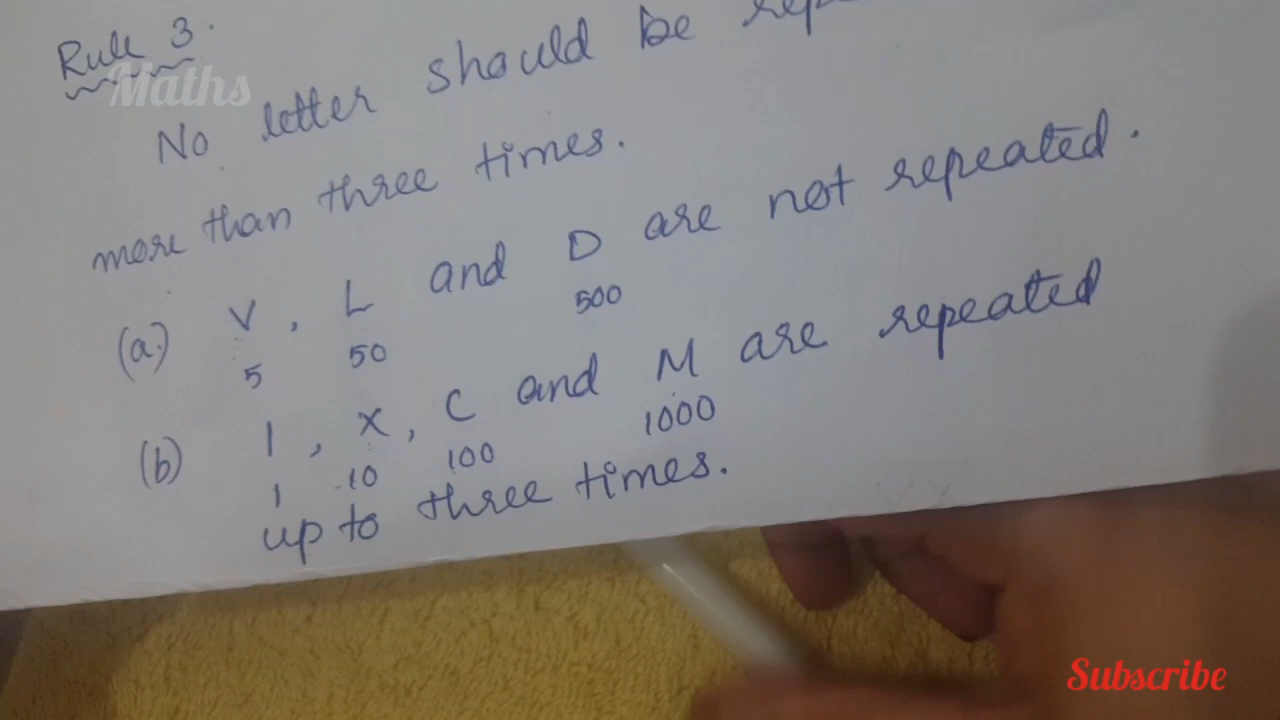 Rule 3.
Maths
No letter should be
more than three times.
(a) V, L and D are not repeated.
5 50 500
(b) I, X, C and M are repeated
1 10 100 1000
up to three times.
Subscribe